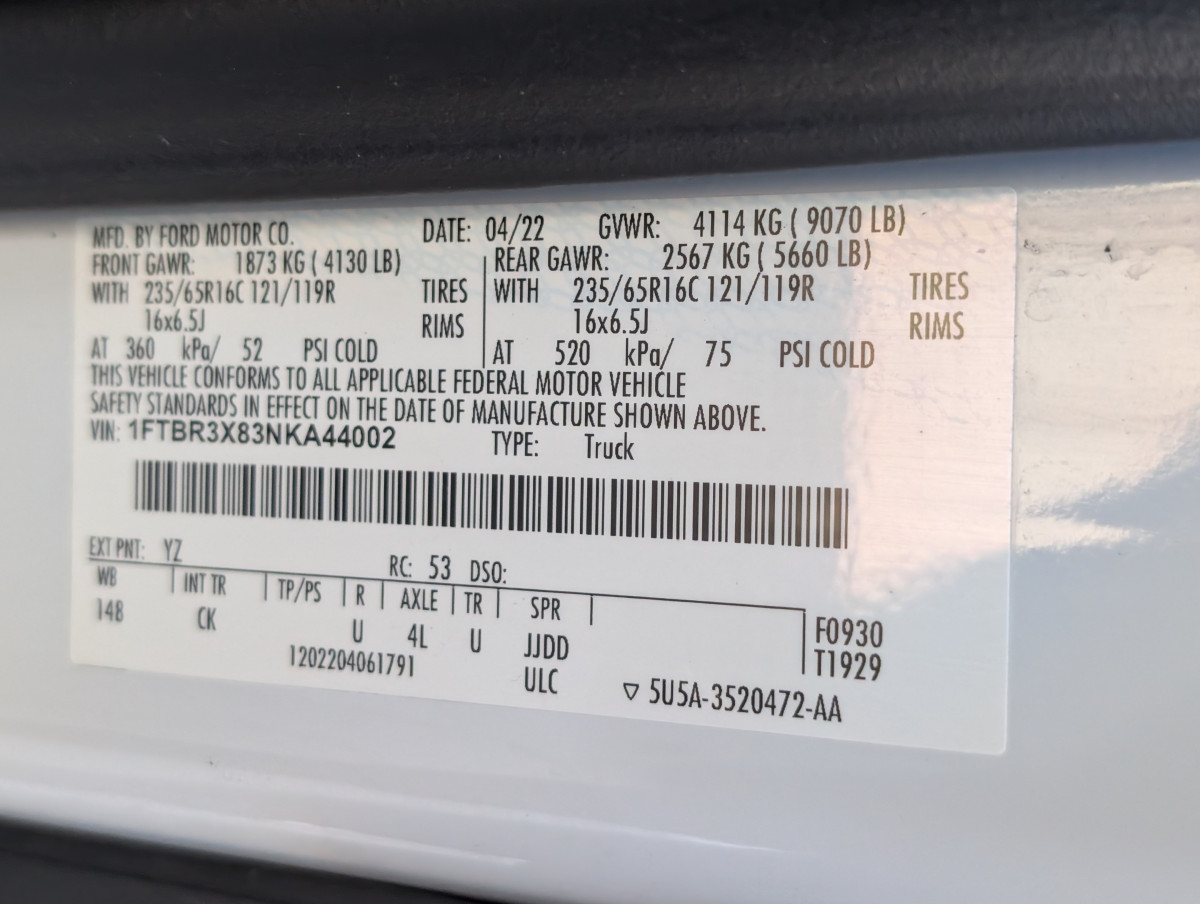 MFD. BY FORD MOTOR CO. DATE: 04/22 GVWR: 4114 KG ( 9070 LB)
FRONT GAWR: 1873 KG ( 4130 LB) REAR GAWR: 2567 KG ( 5660 LB)
WITH 235/65R16C 121/119R TIRES WITH 235/65R16C 121/119R TIRES
16x6.5J RIMS 16x6.5J RIMS
AT 360 kPa/ 52 PSI COLD AT 520 kPa/ 75 PSI COLD
THIS VEHICLE CONFORMS TO ALL APPLICABLE FEDERAL MOTOR VEHICLE
SAFETY STANDARDS IN EFFECT ON THE DATE OF MANUFACTURE SHOWN ABOVE.
VIN: 1FTBR3X83NKA44002 TYPE: Truck
EXT PNT: YZ RC: 53 DSO:
WB INT TR TP/PS R AXLE TR SPR F0930
148 CK U 4L U JJDD T1929
1202204061791 ULC ▽ 5U5A-3520472-AA